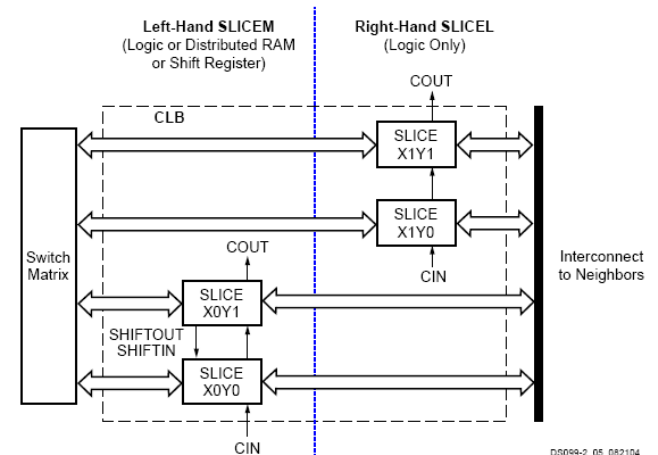 Left-Hand SLICEM
(Logic or Distributed RAM
or Shift Register)
Right-Hand SLICEL
(Logic Only)
COUT
CLB
SLICE
X1Y1
SLICE
X1Y0
Switch
Matrix
COUT
CIN
Interconnect
to Neighbors
SLICE
X0Y1
SHIFTOUT
SHIFTIN
SLICE
X0Y0
CIN
DS099-2_05_082104